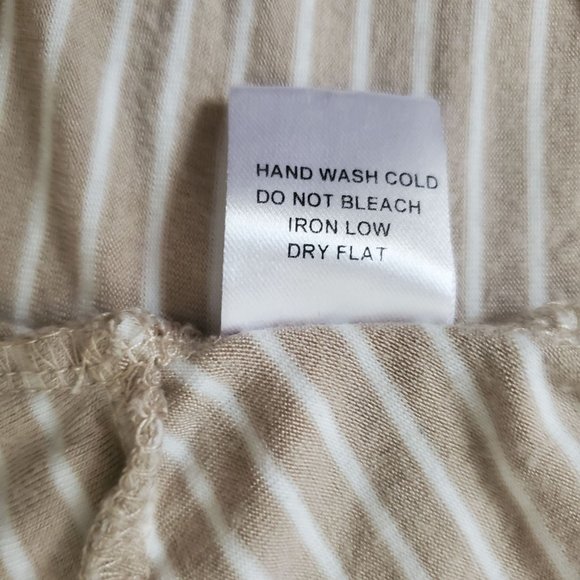 HAND WASH COLD
DO NOT BLEACH
IRON LOW
DRY FLAT